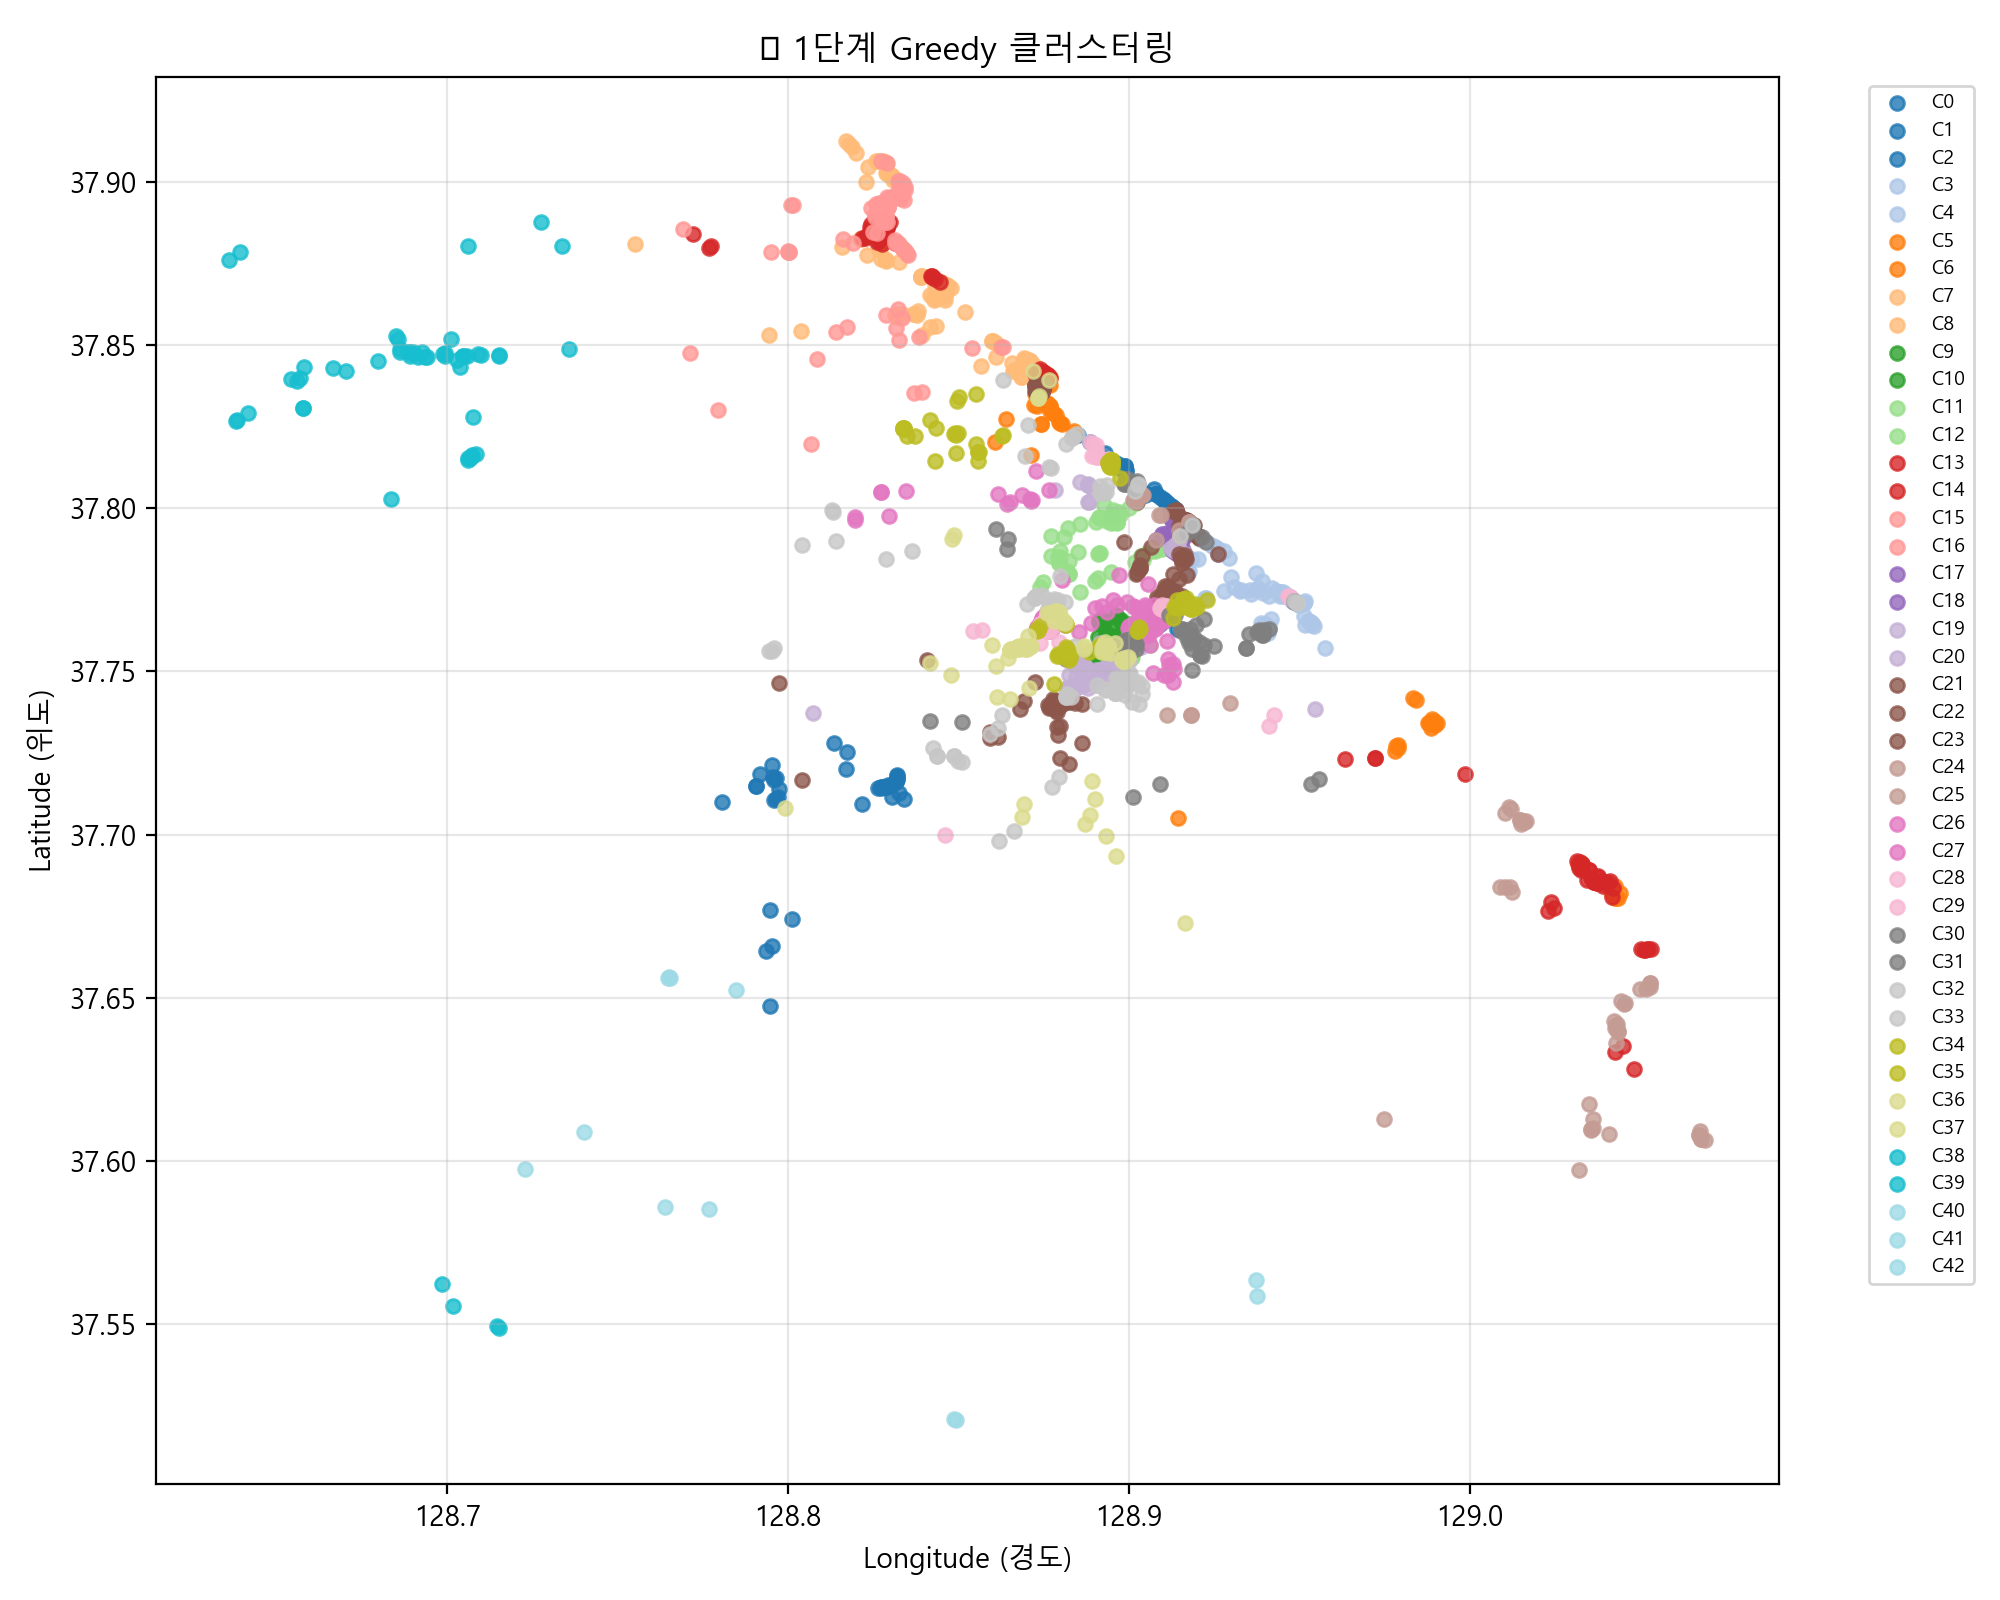 ▯ 1단계 Greedy 클러스터링
37.90
37.85
37.80
37.75
37.70
37.65
37.60
37.55
Latitude (위도)
128.7
128.8
128.9
129.0
Longitude (경도)
C0
C1
C2
C3
C4
C5
C6
C7
C8
C9
C10
C11
C12
C13
C14
C15
C16
C17
C18
C19
C20
C21
C22
C23
C24
C25
C26
C27
C28
C29
C30
C31
C32
C33
C34
C35
C36
C37
C38
C39
C40
C41
C42